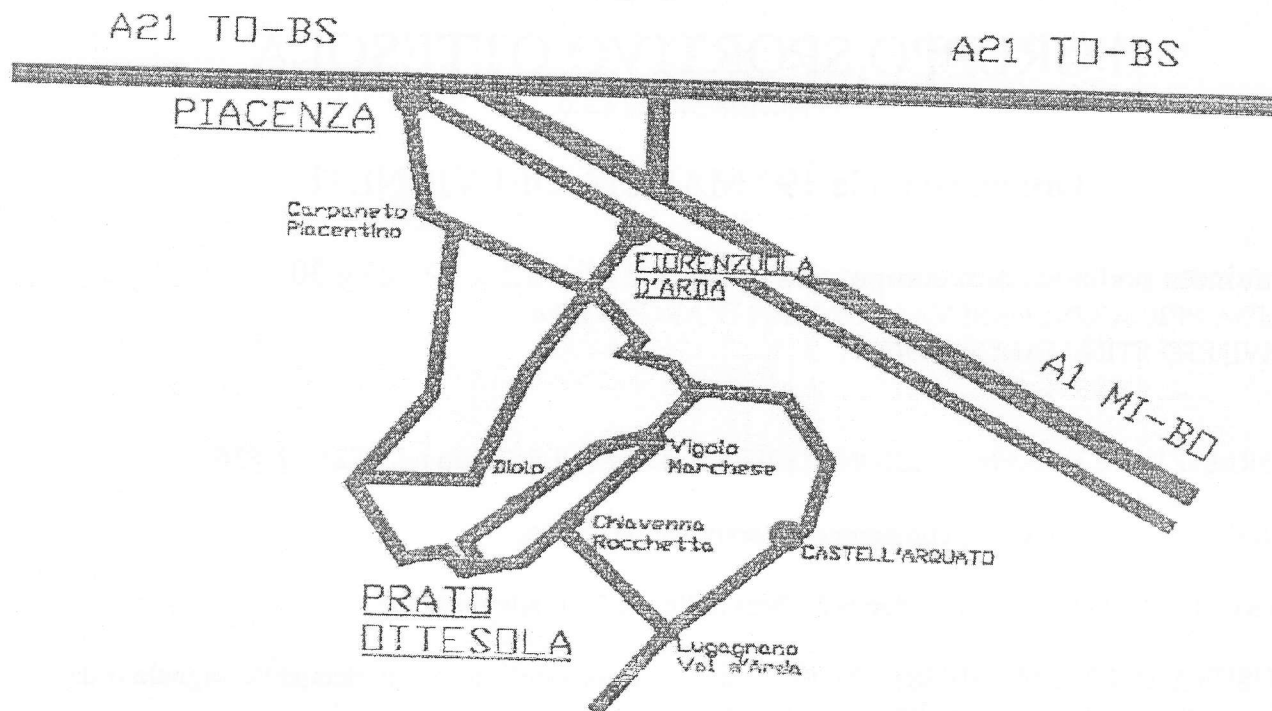 A21 TO-BS
A21 TO-BS
PIACENZA
Carpaneto
Piacentino
FIORENZUOLA
D'ARDA
A1 MI-BO
Vigolo
Marchese
Diolo
Chiavenna
Rocchetta
CASTELL'ARQUATO
PRATO
OTTESOLA
Lugagnano
Val d'Arda